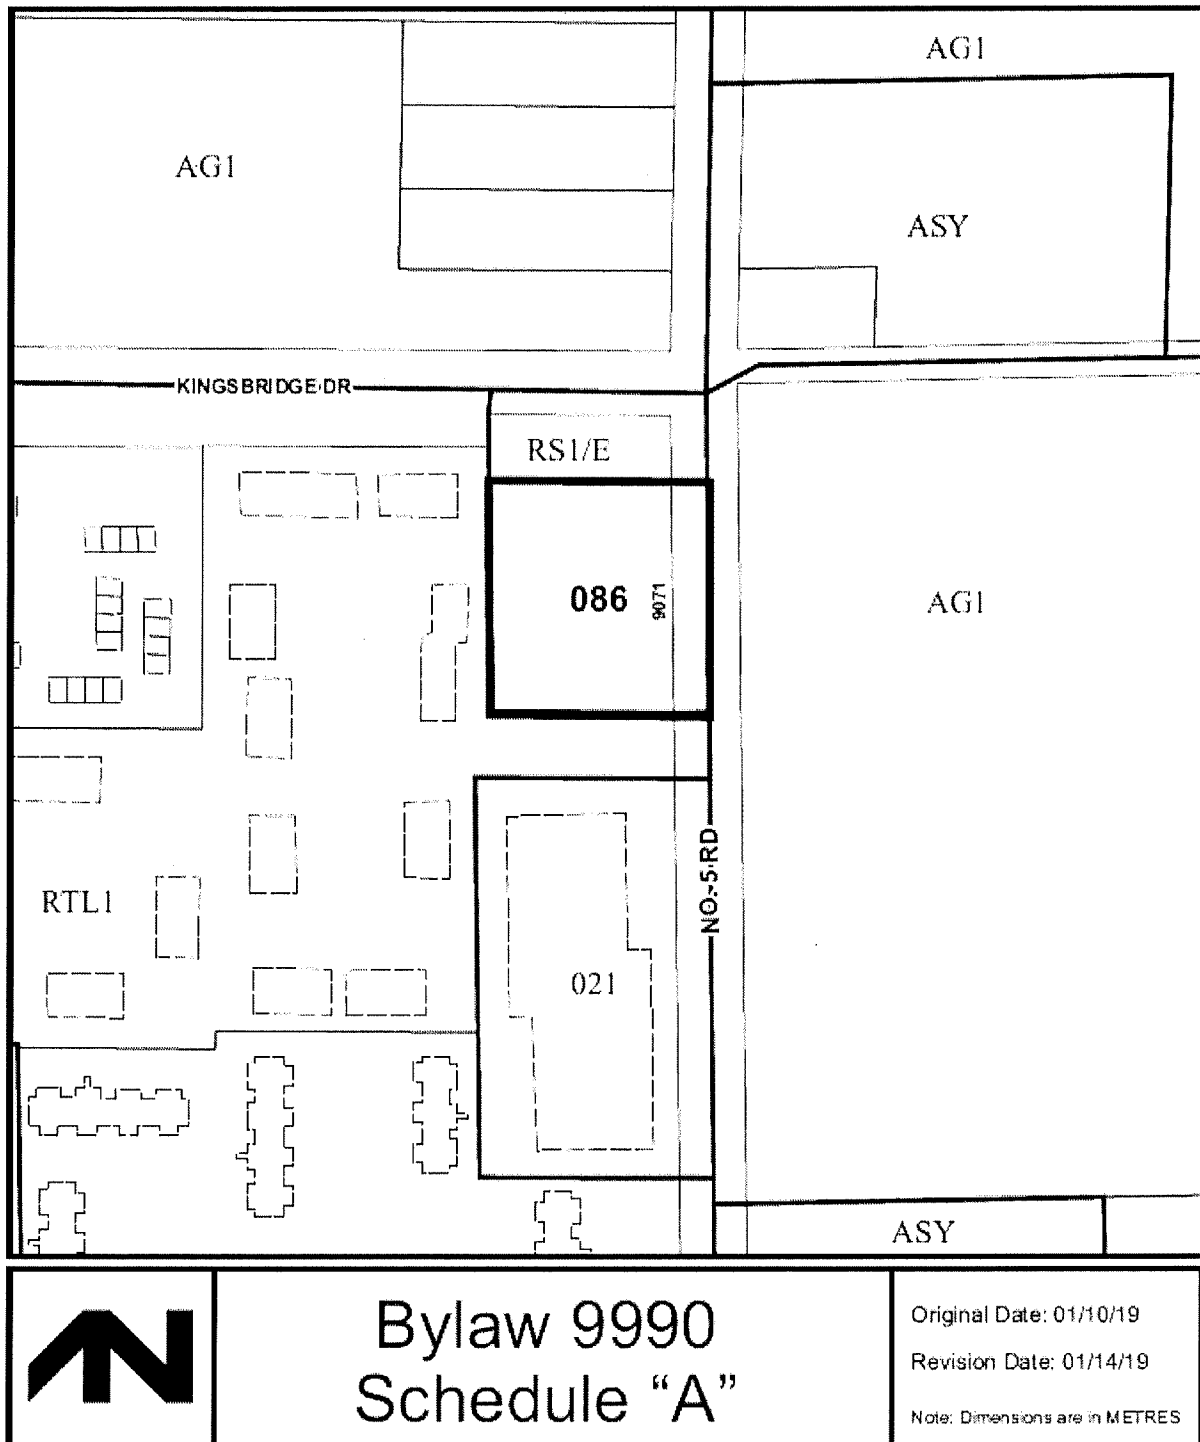 AG1
AG1
ASY
KINGSBRIDGE DR
RS1/E
086
9071
AG1
NO. 5 RD
RTL1
021
ASY
Bylaw 9990
Schedule “A”
Original Date: 01/10/19
Revision Date: 01/14/19
Note: Dimensions are in METRES